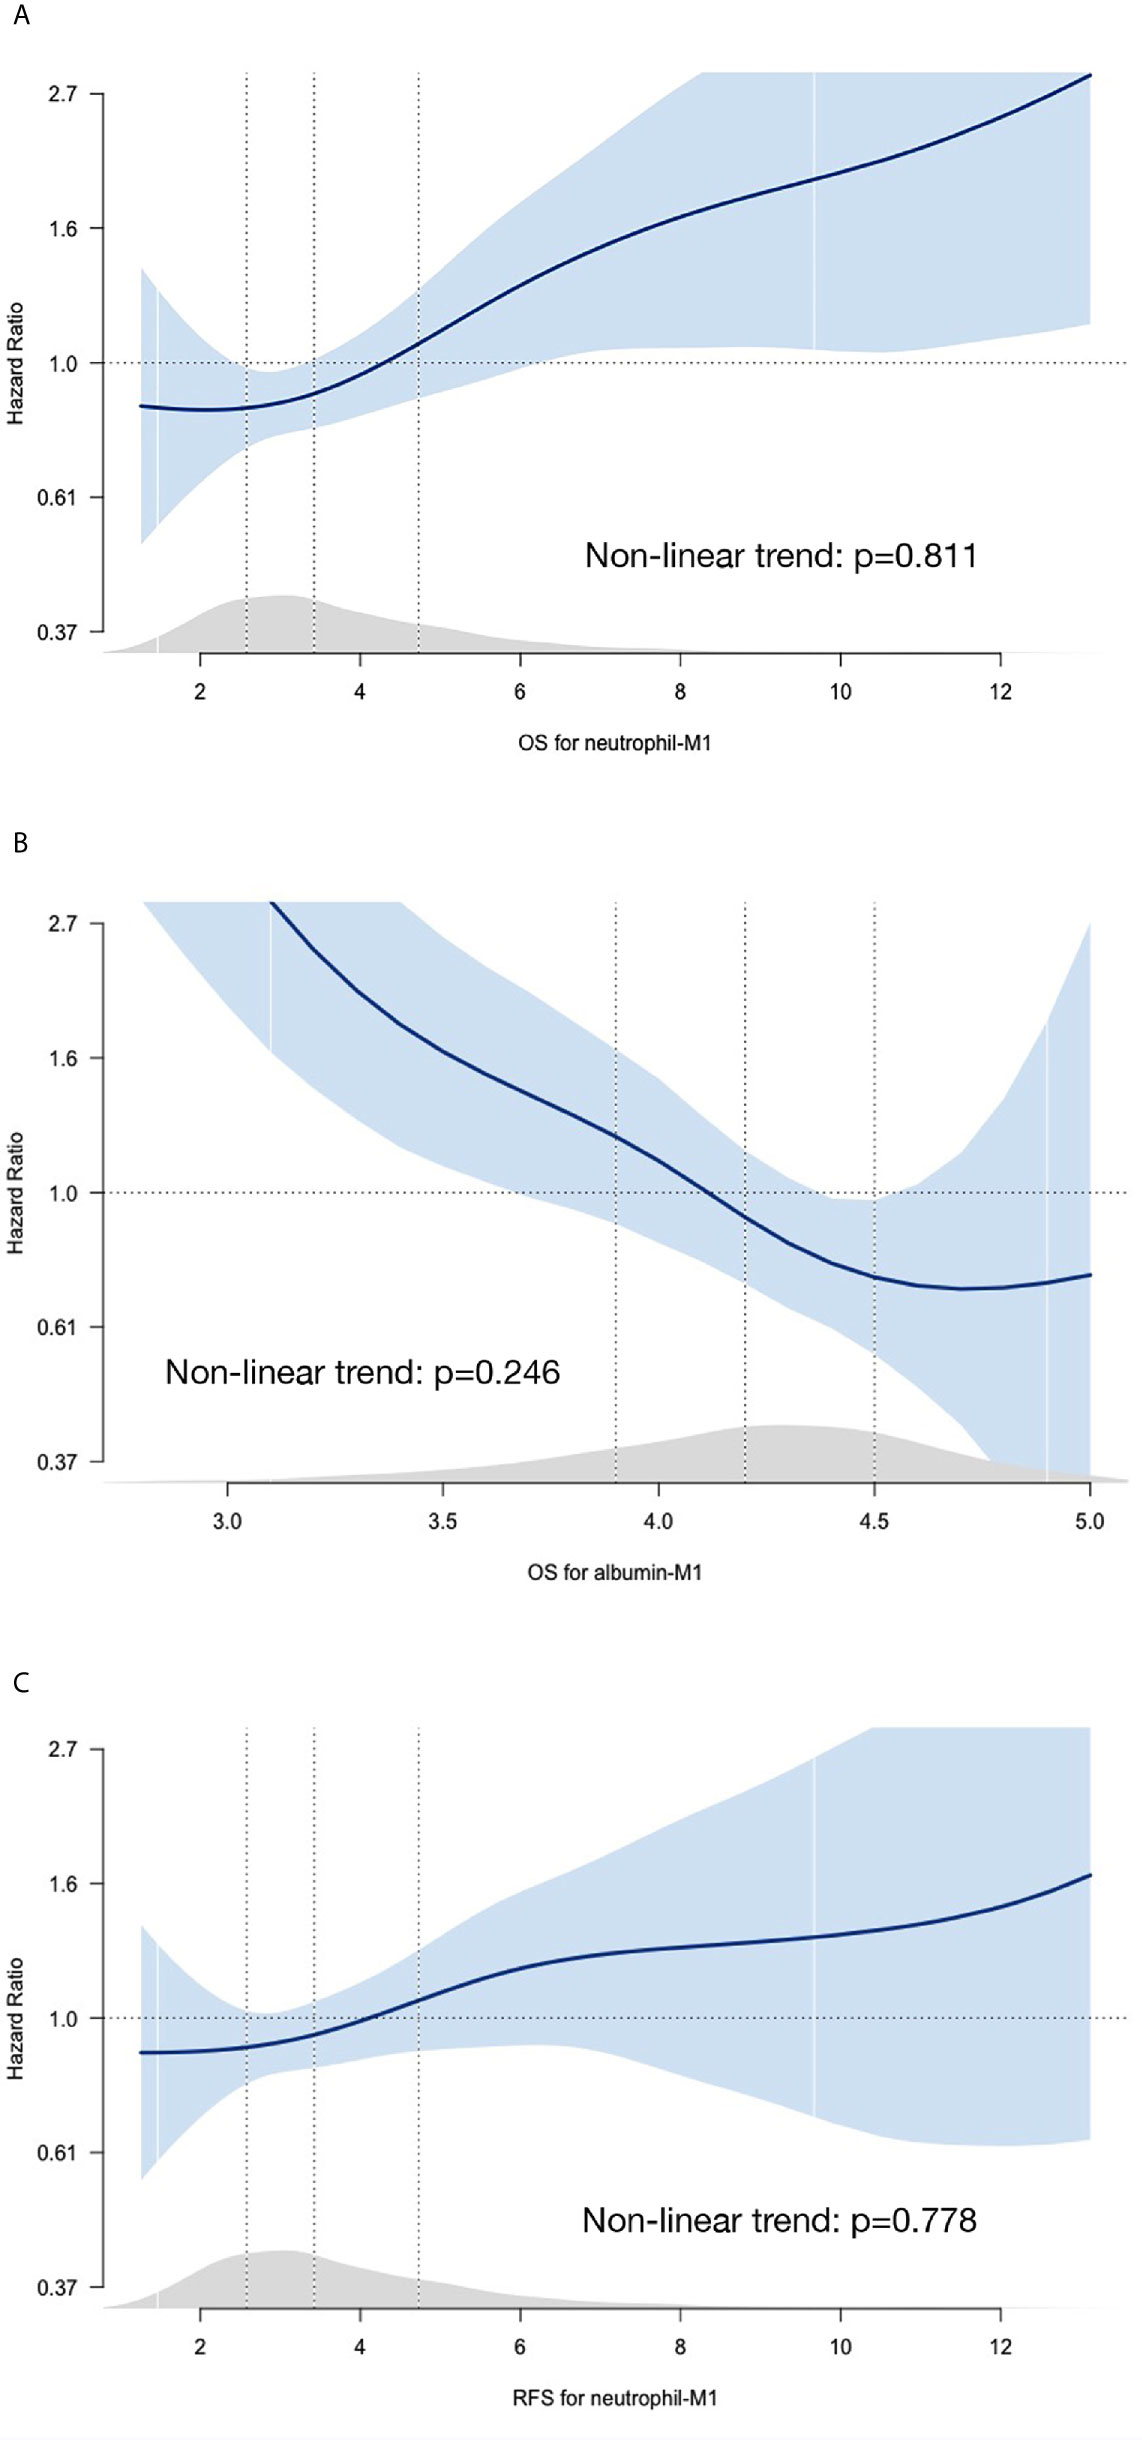 A
2.7
1.6
1.0
0.61
0.37
Hazard Ratio
Non-linear trend: p=0.811
2 4 6 8 10 12
OS for neutrophil-M1
B
2.7
1.6
1.0
0.61
0.37
Hazard Ratio
Non-linear trend: p=0.246
3.0 3.5 4.0 4.5 5.0
OS for albumin-M1
C
2.7
1.6
1.0
0.61
0.37
Hazard Ratio
Non-linear trend: p=0.778
2 4 6 8 10 12
RFS for neutrophil-M1